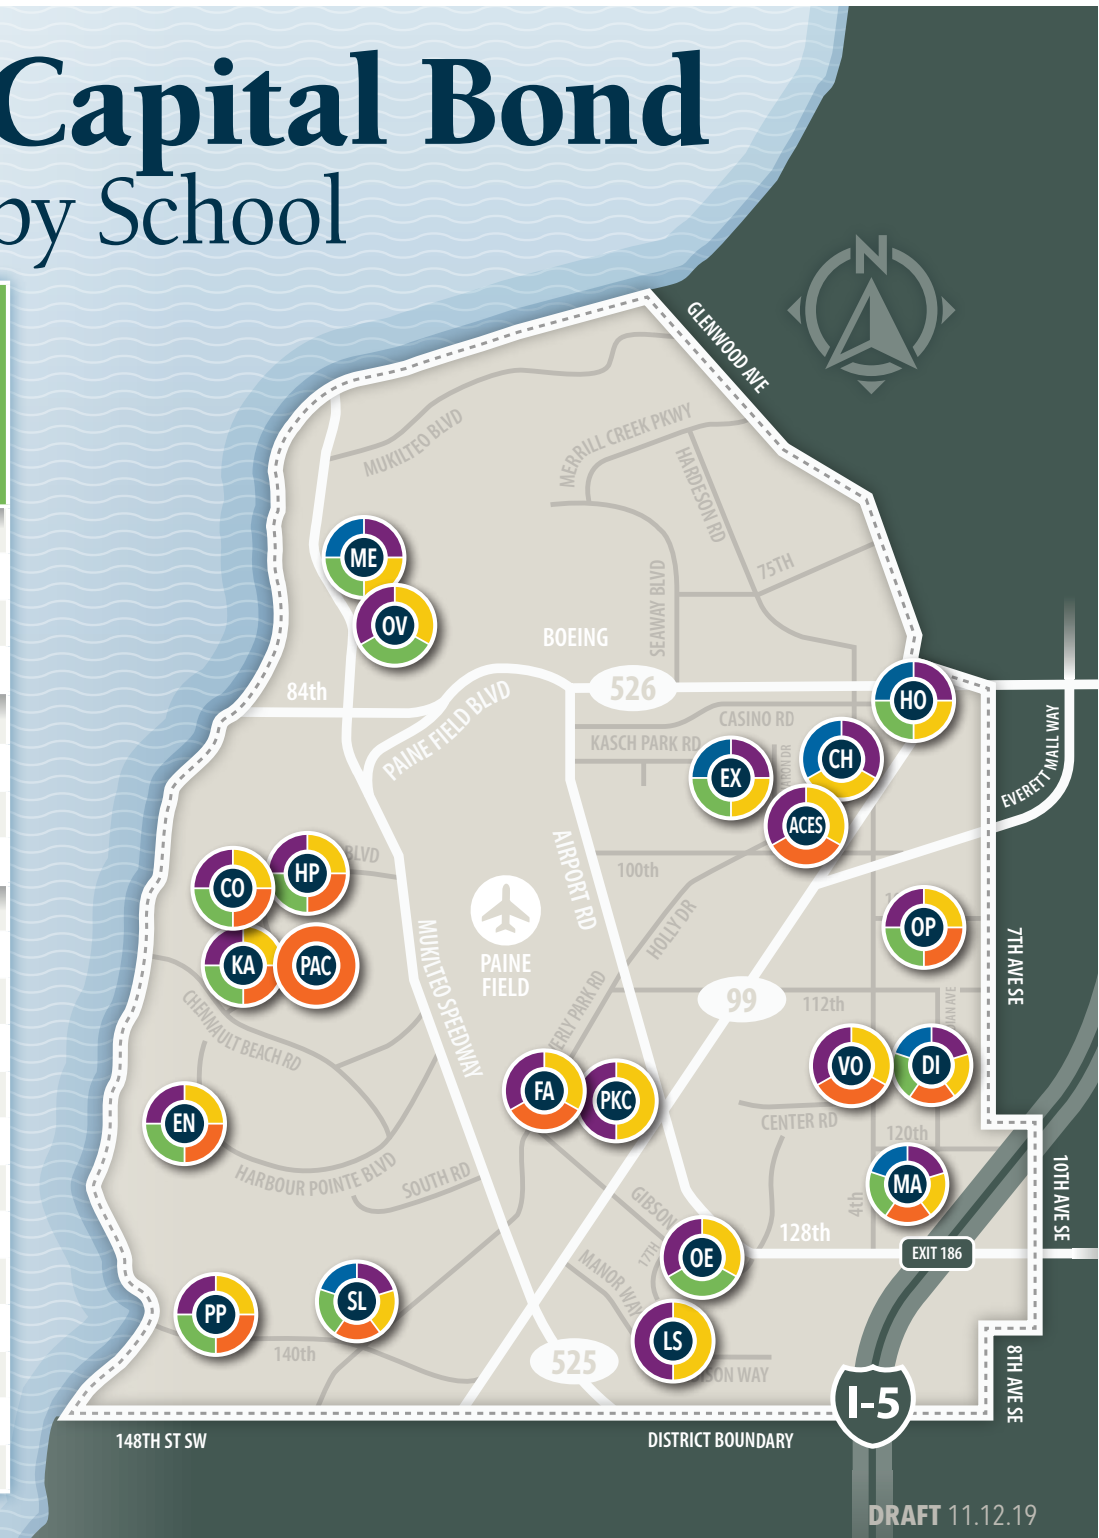 Capital Bond
by School
N
GLENWOOD AVE
MUKILTEO BLVD
MERRILL CREEK PKWY
HARDESON RD
75TH
SEAWAY BLVD
ME
OV
BOEING
84th
526
PAINE FIELD BLVD
CASINO RD
KASCH PARK RD
HO
CH
EX
ACES
EVERETT MALL WAY
BLVD
HP
CO
KA
PAC
100th
AIRPORT RD
HOLLY DR
OP
PAINE
FIELD
MUKILTEO SPEEDWAY
7TH AVE SE
99
112th
CHENNAULT BEACH RD
FA
PKC
VO
DI
CENTER RD
EN
120th
HARBOUR POINTE BLVD
SOUTH RD
MA
4th
10TH AVE SE
GIBSON
17TH
128th
EXIT 186
OE
MANOR WAY
PP
SL
LS
140th
525
8TH AVE SE
I-5
148TH ST SW
DISTRICT BOUNDARY
DRAFT 11.12.19